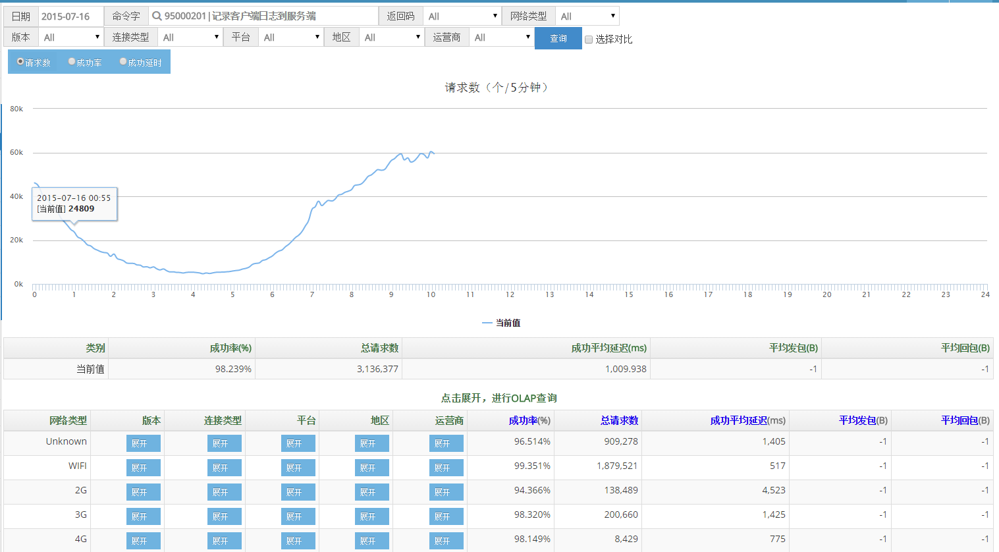 日期 2015-07-16 命令字 95000201|记录客户端日志到服务端 返回码 All 网络类型 All
版本 All 连接类型 All 平台 All 地区 All 运营商 All 查询 选择对比
请求数 成功率 成功延时
请求数（个/5分钟）
80k
60k
40k
20k
0k
2015-07-16 00:55
[当前值] 24809
0 1 2 3 4 5 6 7 8 9 10 11 12 13 14 15 16 17 18 19 20 21 22 23 24
当前值
类别 成功率(%) 总请求数 成功平均延迟(ms) 平均发包(B) 平均回包(B)
当前值 98.239% 3,136,377 1,009.938 -1 -1
点击展开，进行OLAP查询
网络类型 版本 连接类型 平台 地区 运营商 成功率(%) 总请求数 成功平均延迟(ms) 平均发包(B) 平均回包(B)
Unknown 展开 展开 展开 展开 展开 96.514% 909,278 1,405 -1 -1
WIFI 展开 展开 展开 展开 展开 99.351% 1,879,521 517 -1 -1
2G 展开 展开 展开 展开 展开 94.366% 138,489 4,523 -1 -1
3G 展开 展开 展开 展开 展开 98.320% 200,660 1,425 -1 -1
4G 展开 展开 展开 展开 展开 98.149% 8,429 775 -1 -1